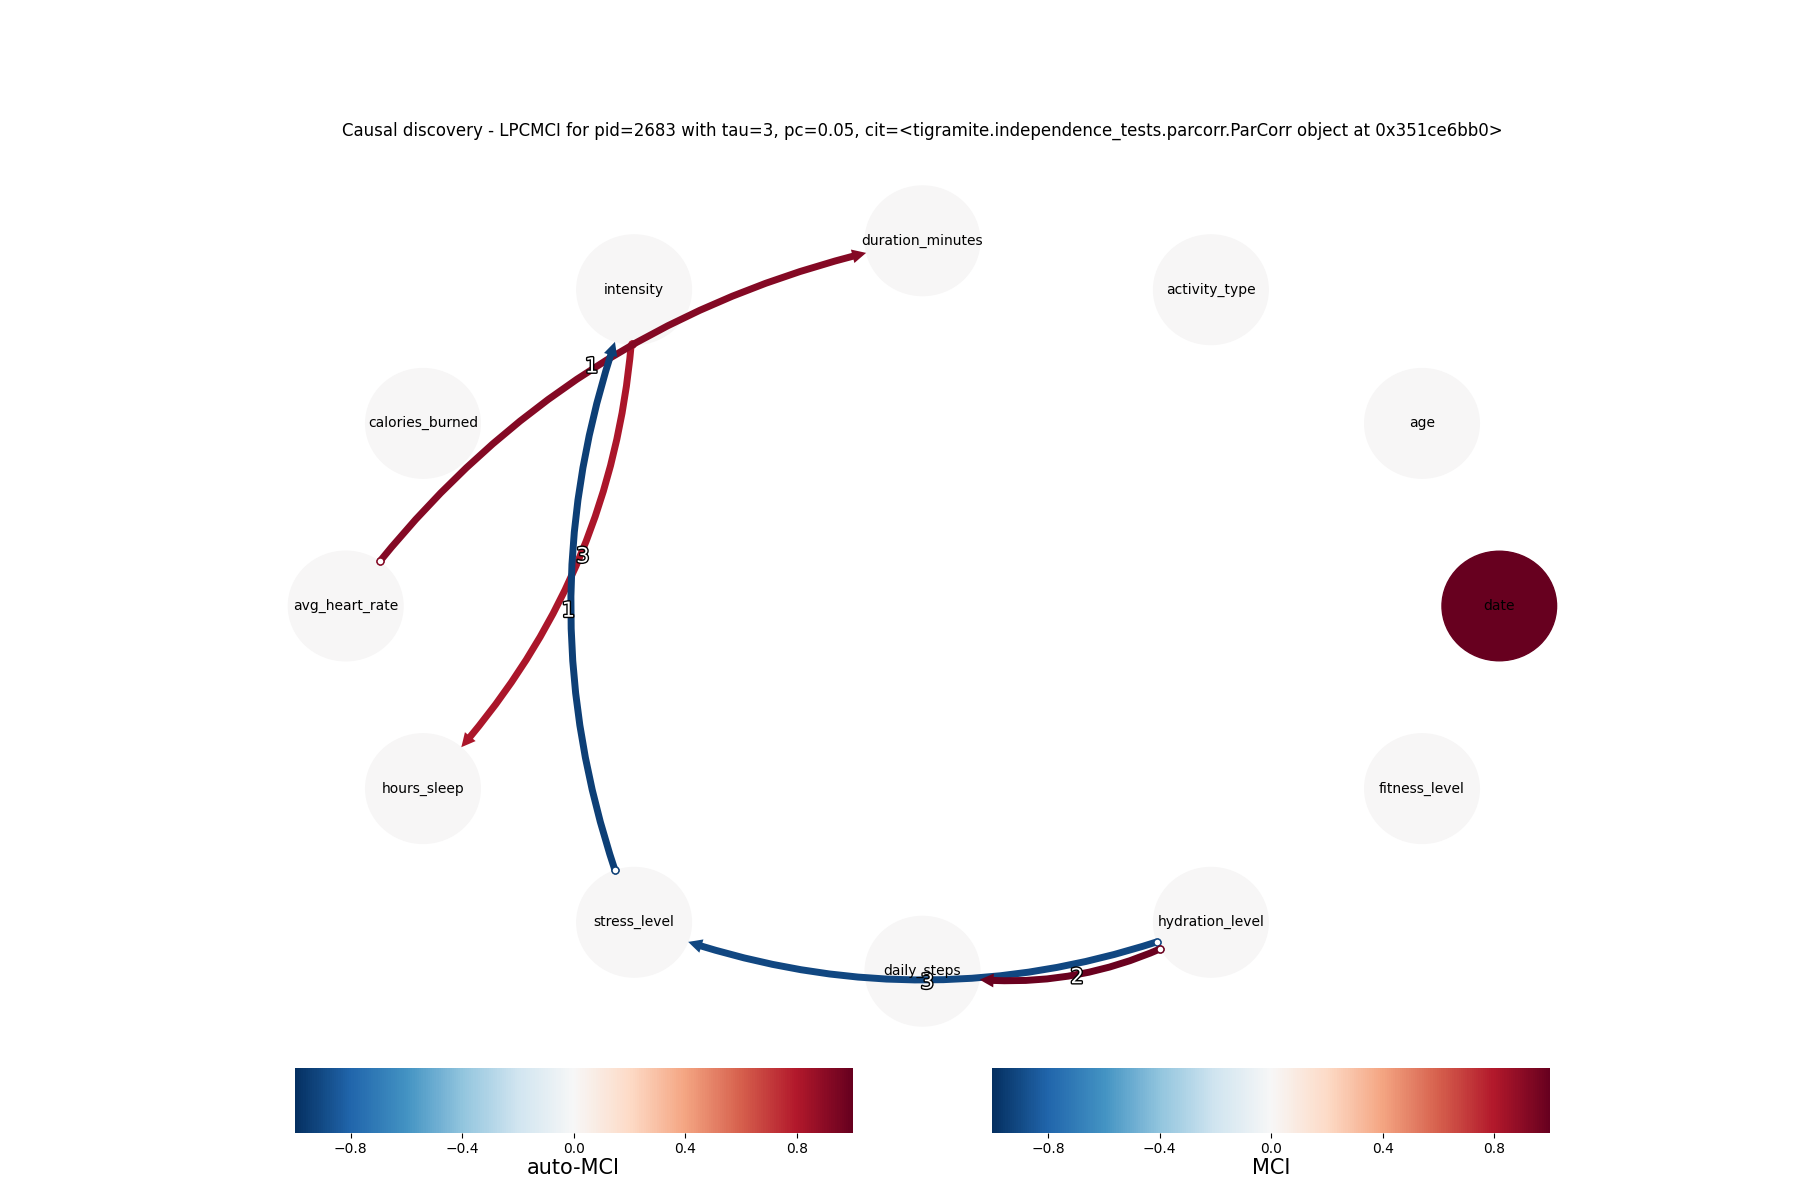 Causal discovery - LPCMCI for pid=2683 with tau=3, pc=0.05, cit=<tigramite.independence_tests.parcorr.ParCorr object at 0x351ce6bb0>
duration_minutes
intensity
activity_type
1
calories_burned
age
3
avg_heart_rate
1
date
hours_sleep
fitness_level
stress_level
hydration_level
daily_steps
3
2
−0.8 −0.4 0.0 0.4 0.8
auto-MCI
−0.8 −0.4 0.0 0.4 0.8
MCI